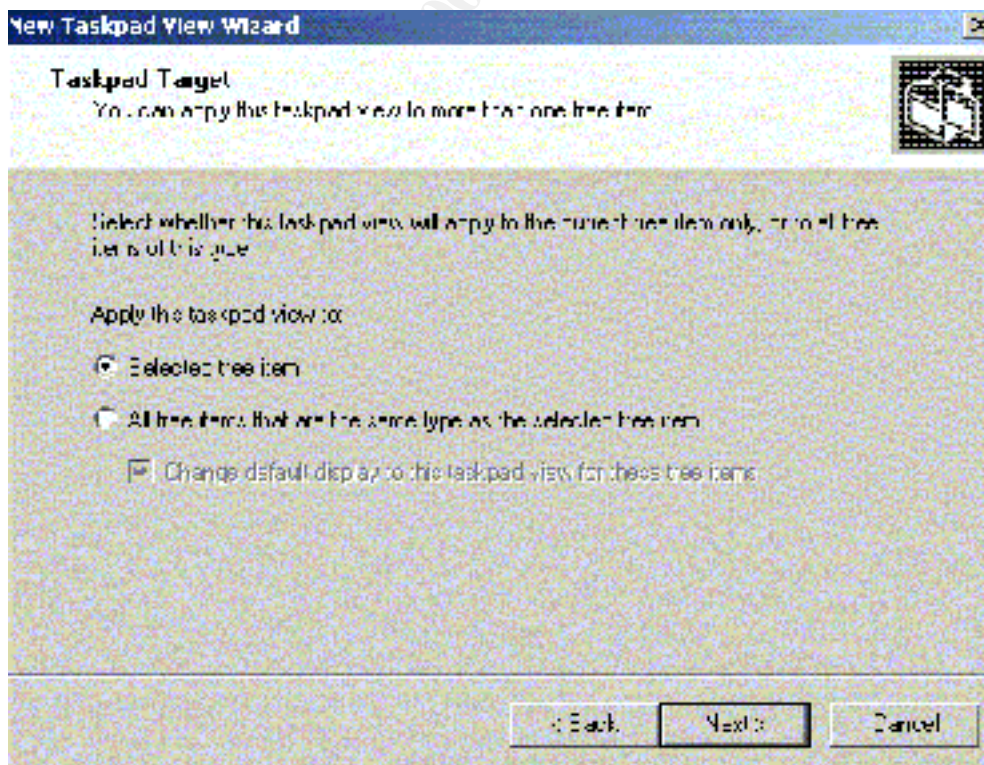 New Taskpad View Wizard
Taskpad Target
You can apply this taskpad view to more than one tree item
Select whether this taskpad view will apply to the current tree item only, or to all tree
items of this type
Apply this taskpad view to:
Selected tree item
All tree items that are the same type as the selected tree item
Change default display to this taskpad view for these tree items
< Back
Next >
Cancel